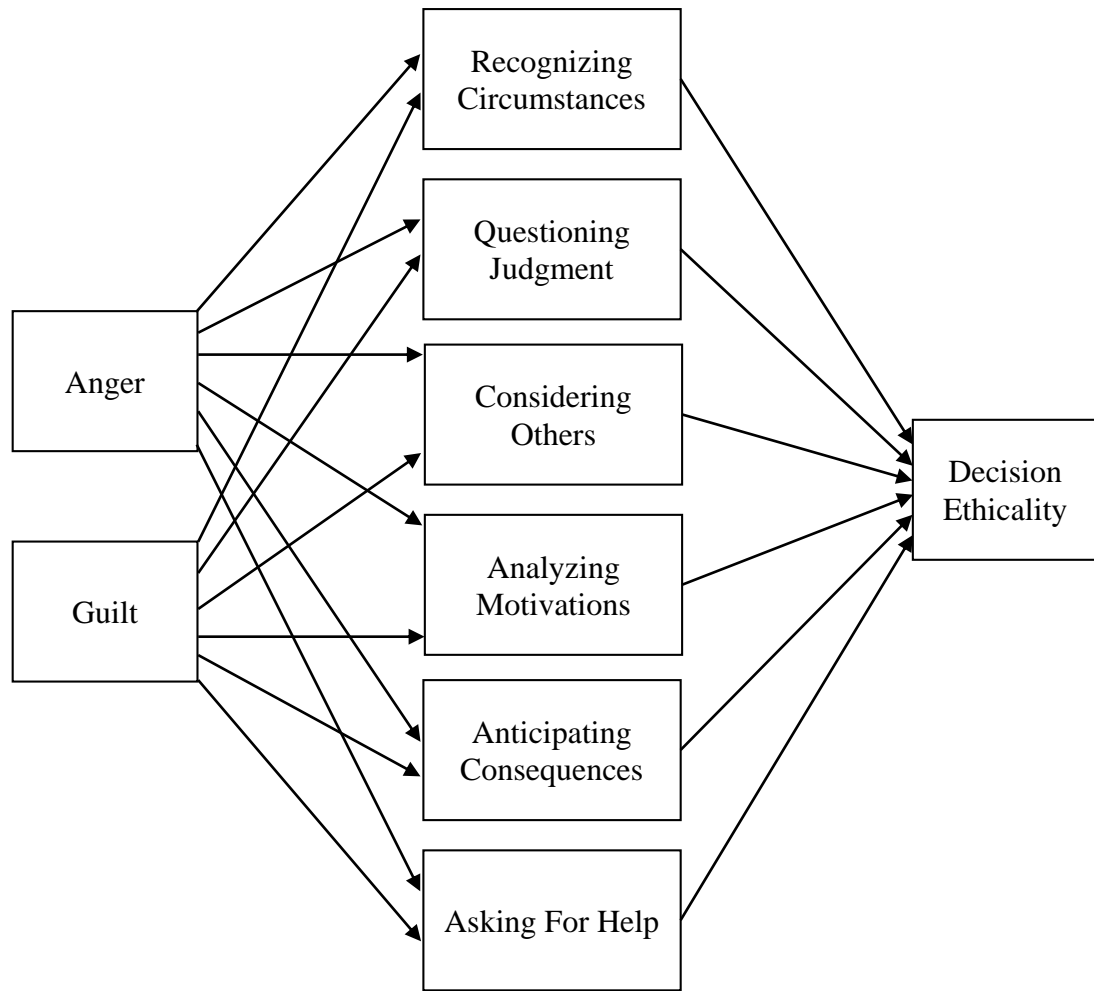 Recognizing
Circumstances
Questioning
Judgment
Anger
Considering
Others
Decision
Ethicality
Guilt
Analyzing
Motivations
Anticipating
Consequences
Asking For Help